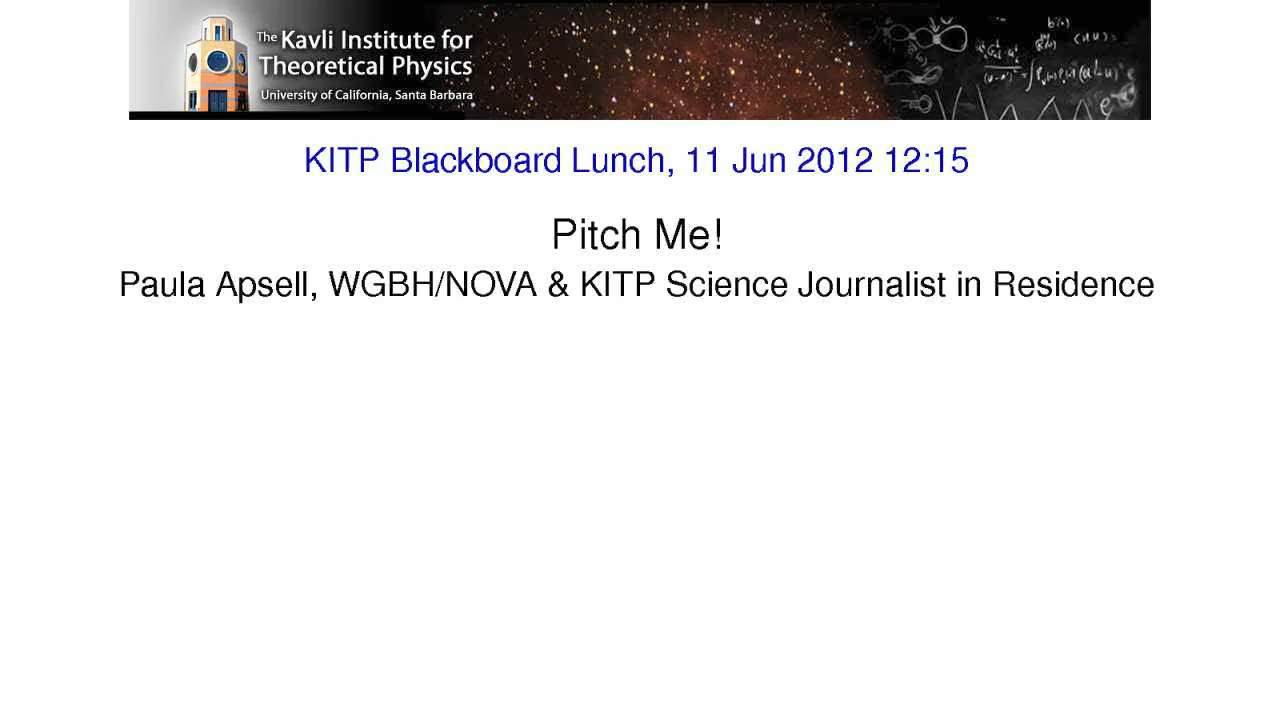 The Kavli Institute for
Theoretical Physics
University of California, Santa Barbara
KITP Blackboard Lunch, 11 Jun 2012 12:15
Pitch Me!
Paula Apsell, WGBH/NOVA & KITP Science Journalist in Residence